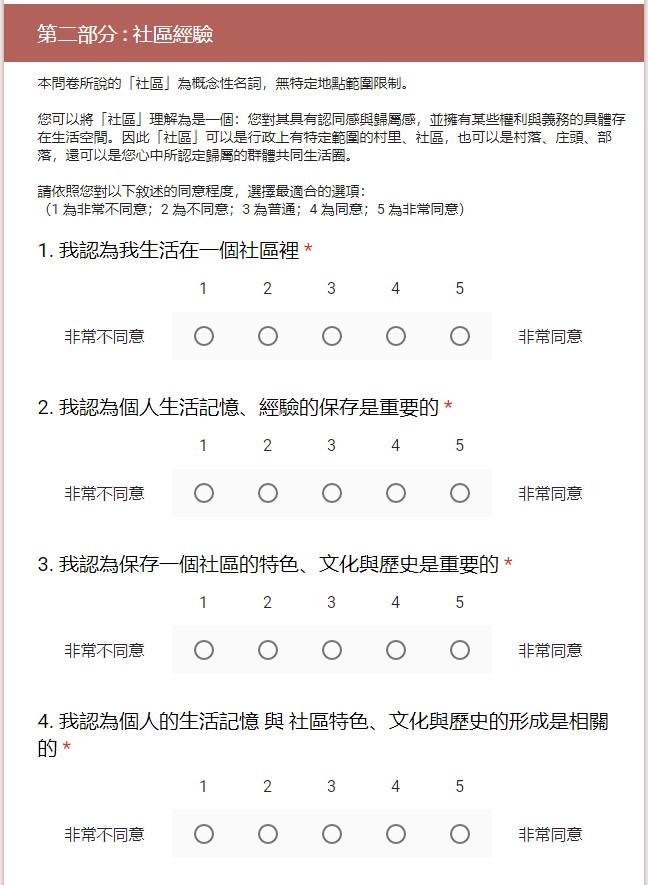 第二部分 : 社區經驗
本問卷所說的「社區」為概念性名詞，無特定地點範圍限制。
您可以將「社區」理解為是一個：您對其具有認同感與歸屬感，並擁有某些權利與義務的具體存
在生活空間。因此「社區」可以是行政上有特定範圍的村里、社區，也可以是村落、庄頭、部
落，還可以是您心中所認定歸屬的群體共同生活圈。
請依照您對以下敘述的同意程度，選擇最適合的選項：
（1 為非常不同意；2 為不同意；3 為普通；4 為同意；5 為非常同意）
1. 我認為我生活在一個社區裡 *
1 2 3 4 5
非常不同意 非常同意
2. 我認為個人生活記憶、經驗的保存是重要的 *
1 2 3 4 5
非常不同意 非常同意
3. 我認為保存一個社區的特色、文化與歷史是重要的 *
1 2 3 4 5
非常不同意 非常同意
4. 我認為個人的生活記憶 與 社區特色、文化與歷史的形成是相關
的 *
1 2 3 4 5
非常不同意 非常同意